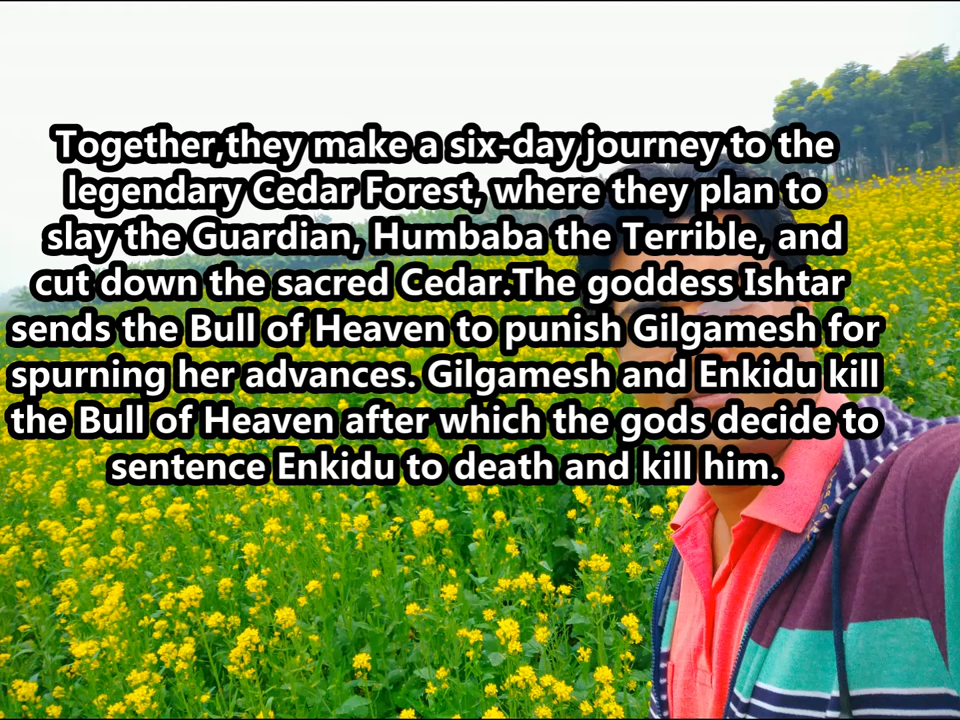 Together,they make a six-day journey to the
legendary Cedar Forest, where they plan to
slay the Guardian, Humbaba the Terrible, and
cut down the sacred Cedar.The goddess Ishtar
sends the Bull of Heaven to punish Gilgamesh for
spurning her advances. Gilgamesh and Enkidu kill
the Bull of Heaven after which the gods decide to
sentence Enkidu to death and kill him.